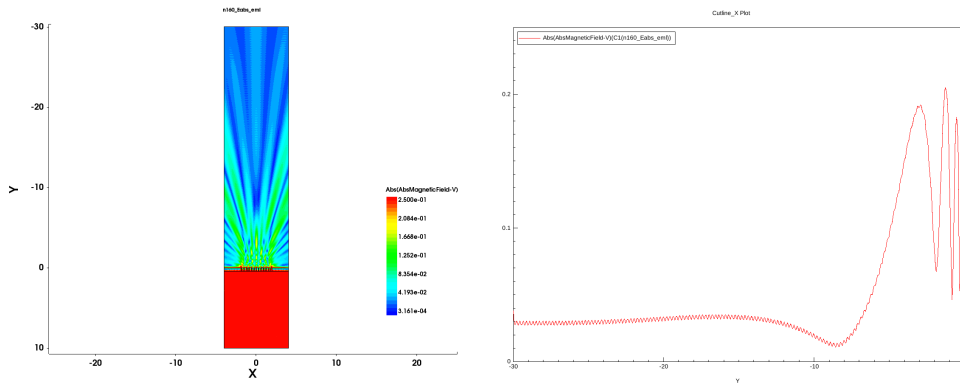 n160_Eabs_eml
-30
-20
-10
0
10
Y
-20
-10
0
10
20
X
Abs(AbsMagneticField-V)
2.500e-01
2.084e-01
1.668e-01
1.252e-01
8.354e-02
4.193e-02
3.161e-04
Cutline_X Plot
Abs(AbsMagneticField-V)(C1(n160_Eabs_eml))
0.2
0.1
0
-30
-20
-10
Y